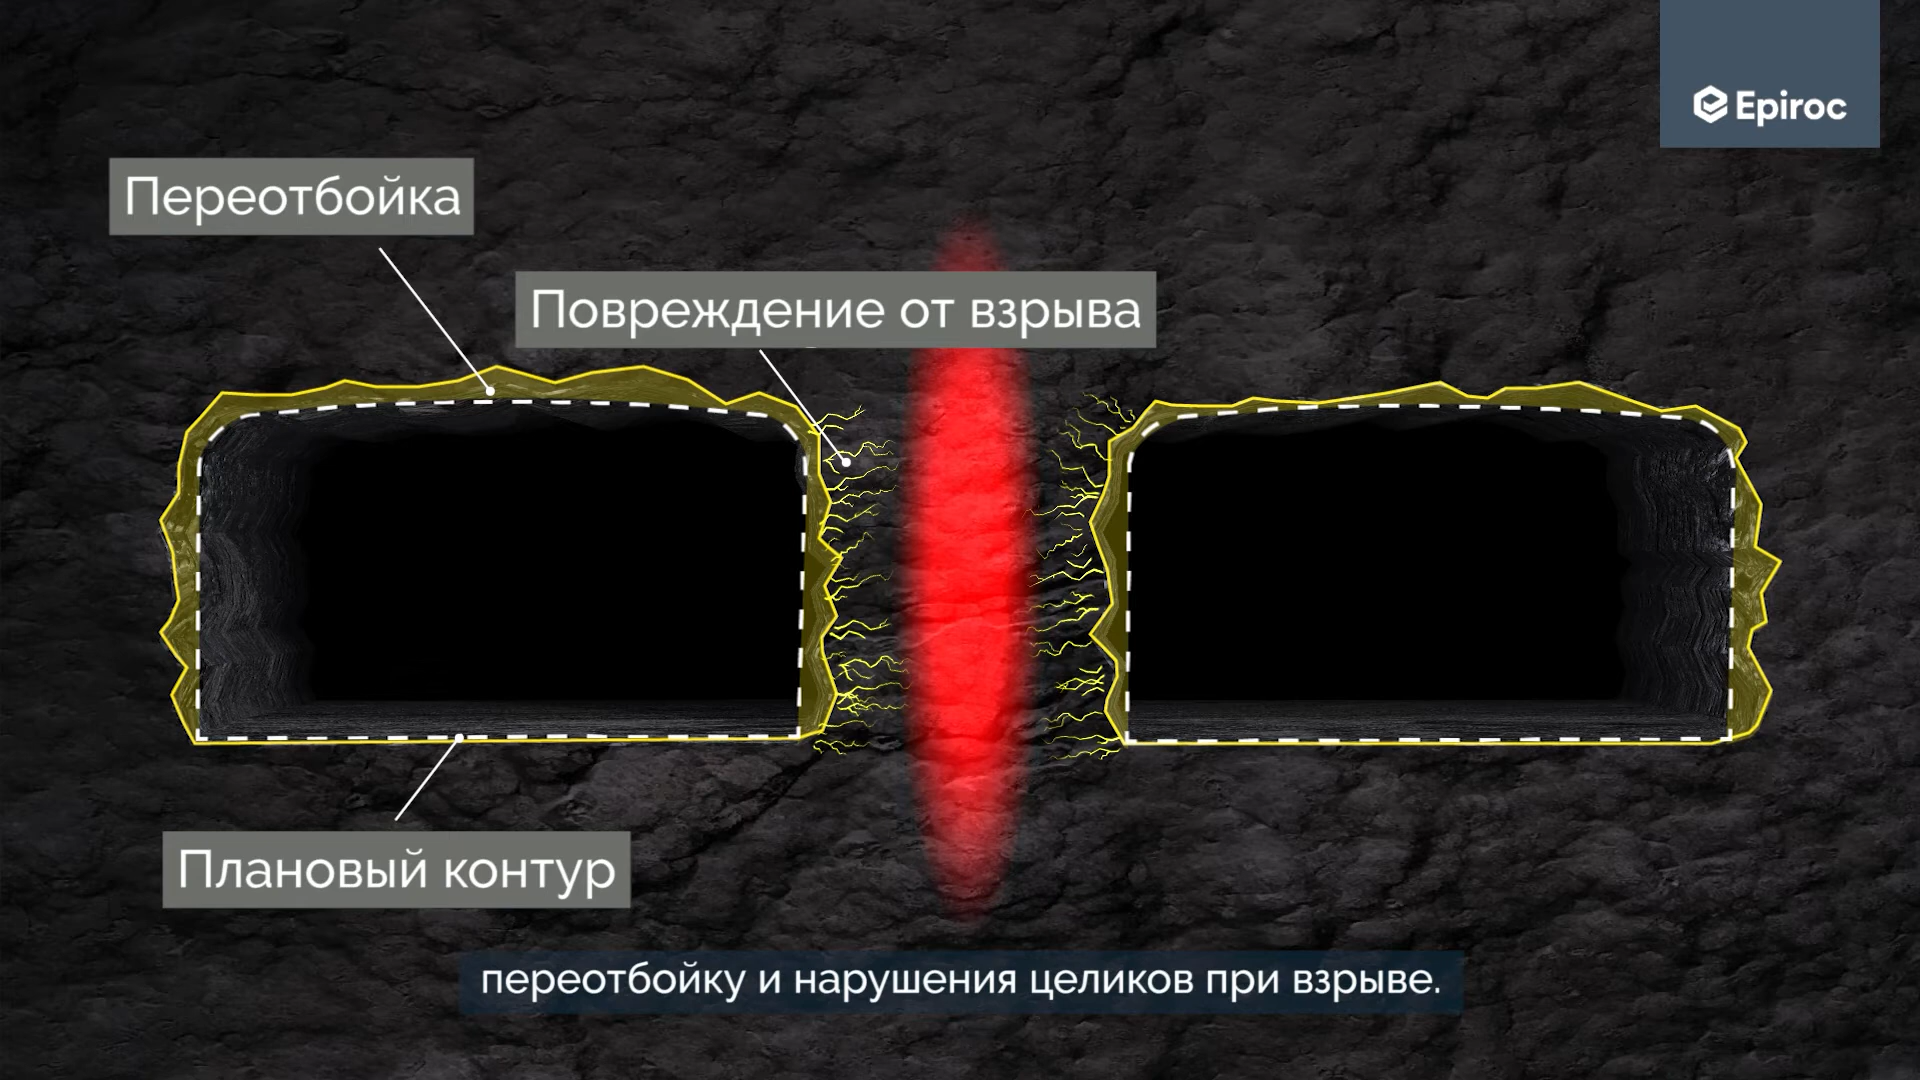 Epiroc
Переотбойка
Повреждение от взрыва
Плановый контур
переотбойку и нарушения целиков при взрыве.